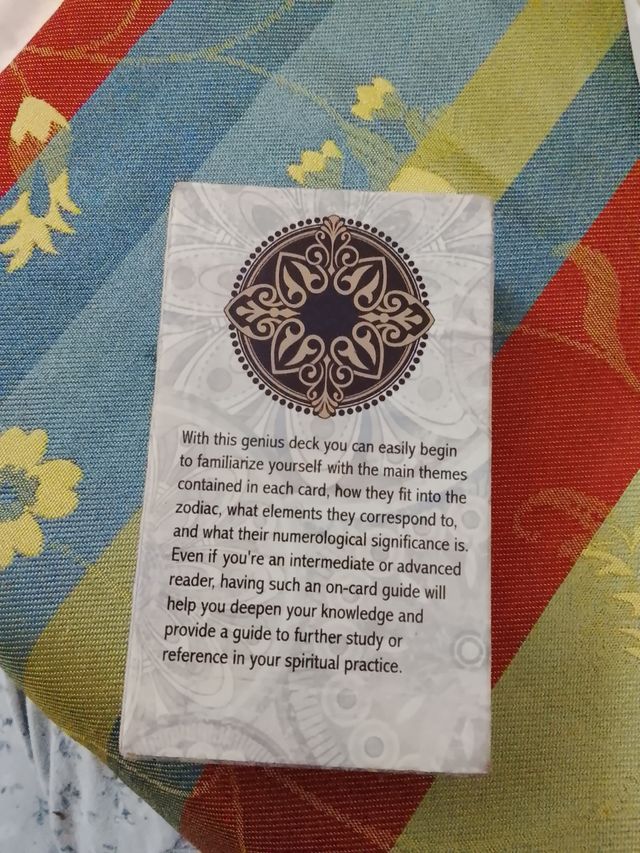 With this genius deck you can easily begin
to familiarize yourself with the main themes
contained in each card, how they fit into the
zodiac, what elements they correspond to,
and what their numerological significance is.
Even if you're an intermediate or advanced
reader, having such an on-card guide will
help you deepen your knowledge and
provide a guide to further study or
reference in your spiritual practice.